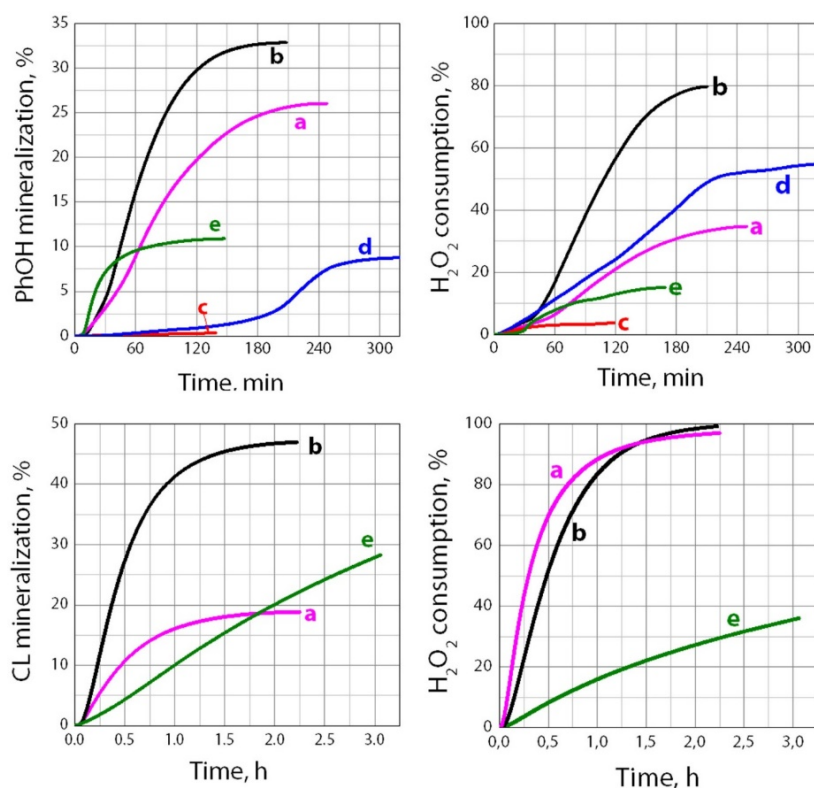 PhOH mineralization, %
35
30
25
20
15
10
5
0
0 60 120 180 240 300
Time, min
b
a
e
d
c
H₂O₂ consumption, %
80
60
40
20
0
0 60 120 180 240 300
Time, min
b
d
a
e
c
CL mineralization, %
50
40
30
20
10
0
0.0 0.5 1.0 1.5 2.0 2.5 3.0
Time, h
b
e
a
H₂O₂ consumption, %
100
80
60
40
20
0
0,0 0,5 1,0 1,5 2,0 2,5 3,0
Time, h
a
b
e